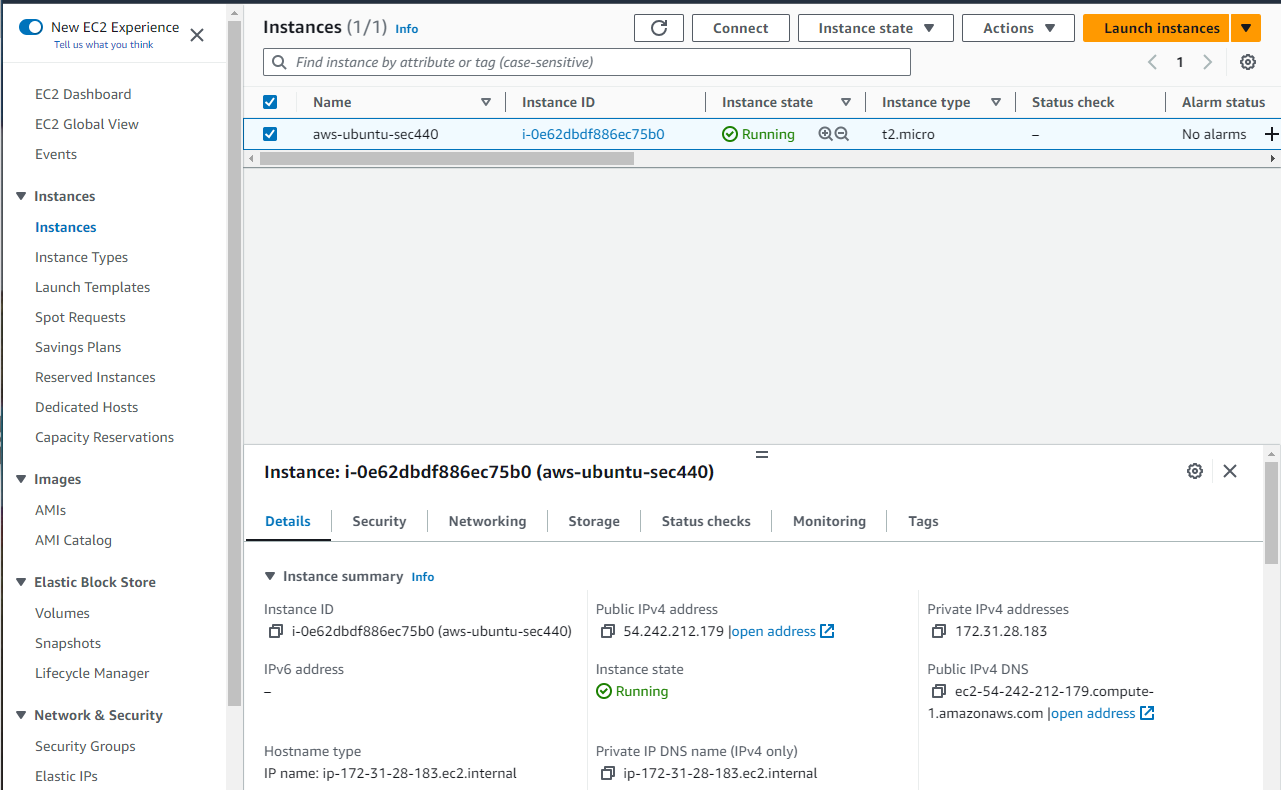 New EC2 Experience
Tell us what you think
EC2 Dashboard
EC2 Global View
Events
Instances
Instances
Instance Types
Launch Templates
Spot Requests
Savings Plans
Reserved Instances
Dedicated Hosts
Capacity Reservations
Images
AMIs
AMI Catalog
Elastic Block Store
Volumes
Snapshots
Lifecycle Manager
Network & Security
Security Groups
Elastic IPs
Instances (1/1) Info
Connect
Instance state
Actions
Launch instances
Find instance by attribute or tag (case-sensitive)
1
Name Instance ID Instance state Instance type Status check Alarm status
aws-ubuntu-sec440 i-0e62dbdf886ec75b0 Running t2.micro – No alarms
Instance: i-0e62dbdf886ec75b0 (aws-ubuntu-sec440)
Details Security Networking Storage Status checks Monitoring Tags
Instance summary Info
Instance ID
i-0e62dbdf886ec75b0 (aws-ubuntu-sec440)
Public IPv4 address
54.242.212.179 |open address
Private IPv4 addresses
172.31.28.183
IPv6 address
–
Instance state
Running
Public IPv4 DNS
ec2-54-242-212-179.compute-
1.amazonaws.com |open address
Hostname type
IP name: ip-172-31-28-183.ec2.internal
Private IP DNS name (IPv4 only)
ip-172-31-28-183.ec2.internal